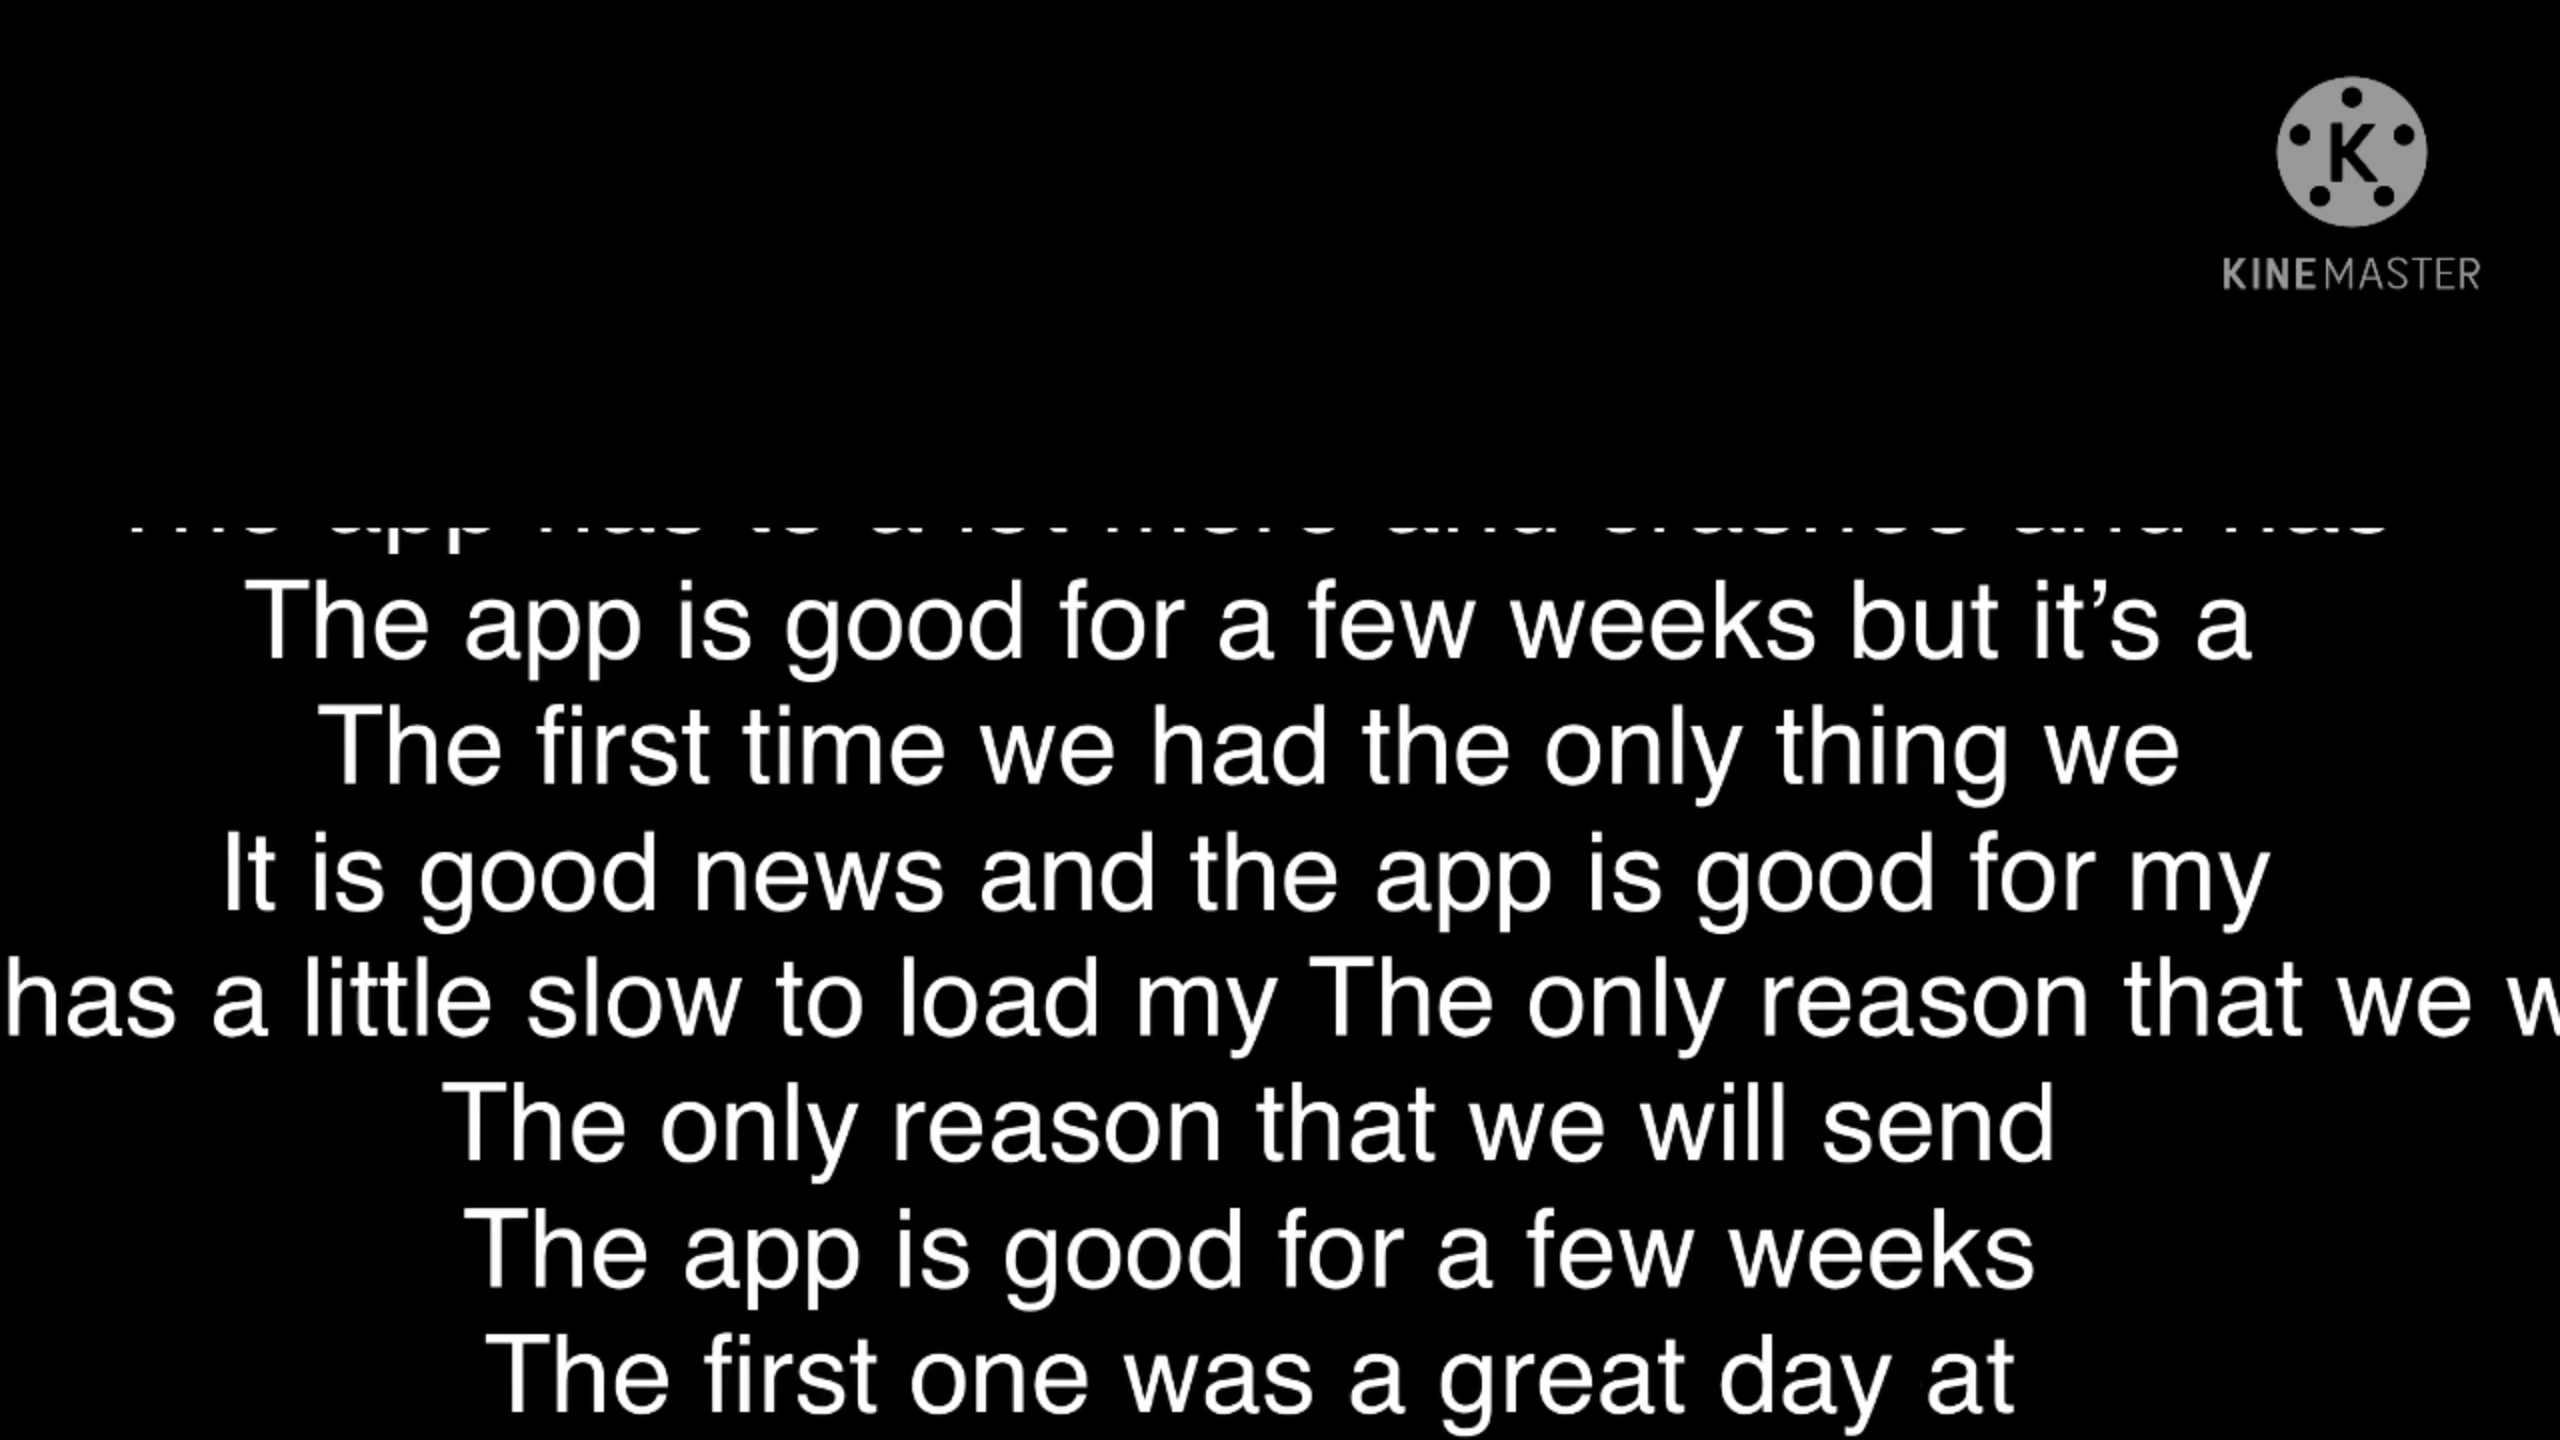 K
KINEMASTER
The app is good for a few weeks but it’s a
The first time we had the only thing we
It is good news and the app is good for my
has a little slow to load my The only reason that we
The only reason that we will send
The app is good for a few weeks
The first one was a great day at